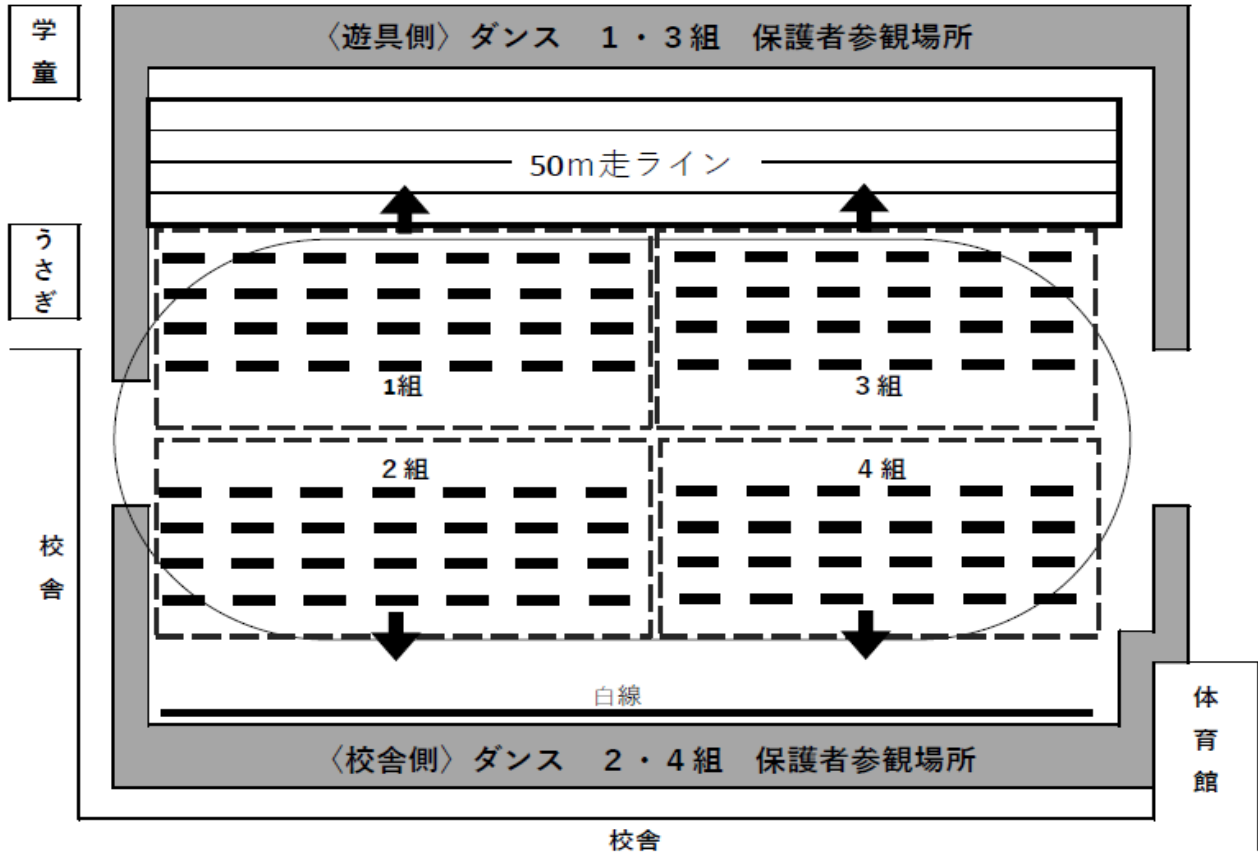 学童
〈遊具側〉ダンス　１・３組　保護者参観場所
50ｍ走ライン
うさぎ
1組
３組
２組
４組
校舎
白線
体育館
〈校舎側〉ダンス　２・４組　保護者参観場所
校舎